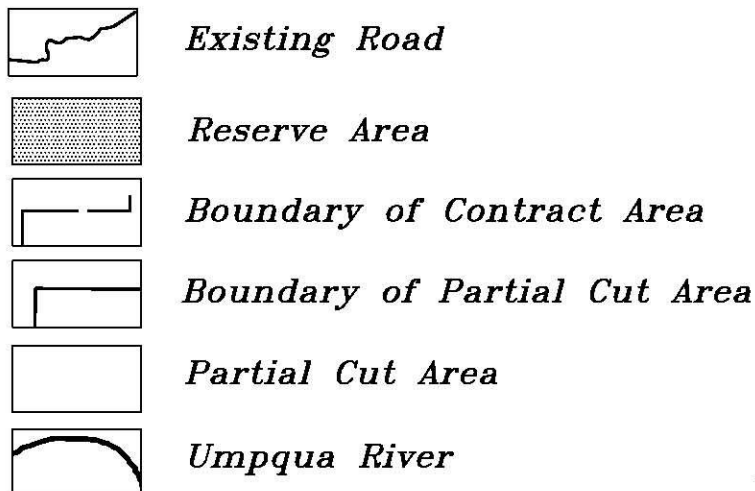 Existing Road
Reserve Area
Boundary of Contract Area
Boundary of Partial Cut Area
Partial Cut Area
Umpqua River